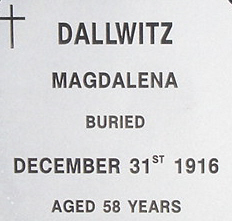 DALLWITZ
MAGDALENA
BURIED
DECEMBER 31ST 1916
AGED 58 YEARS